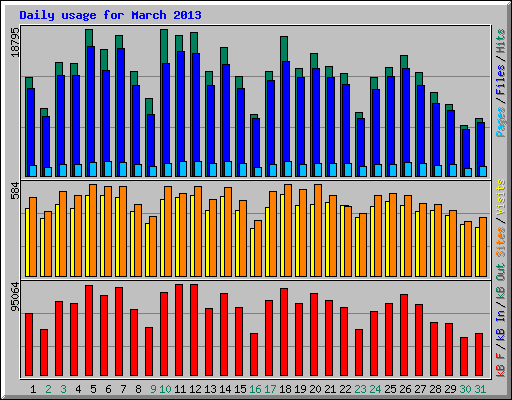 Daily usage for March 2013
18795
584
95064
Pages / Files / Hits
Sites / Visits
kB F / kB In / kB Out
1 2 3 4 5 6 7 8 9 10 11 12 13 14 15 16 17 18 19 20 21 22 23 24 25 26 27 28 29 30 31